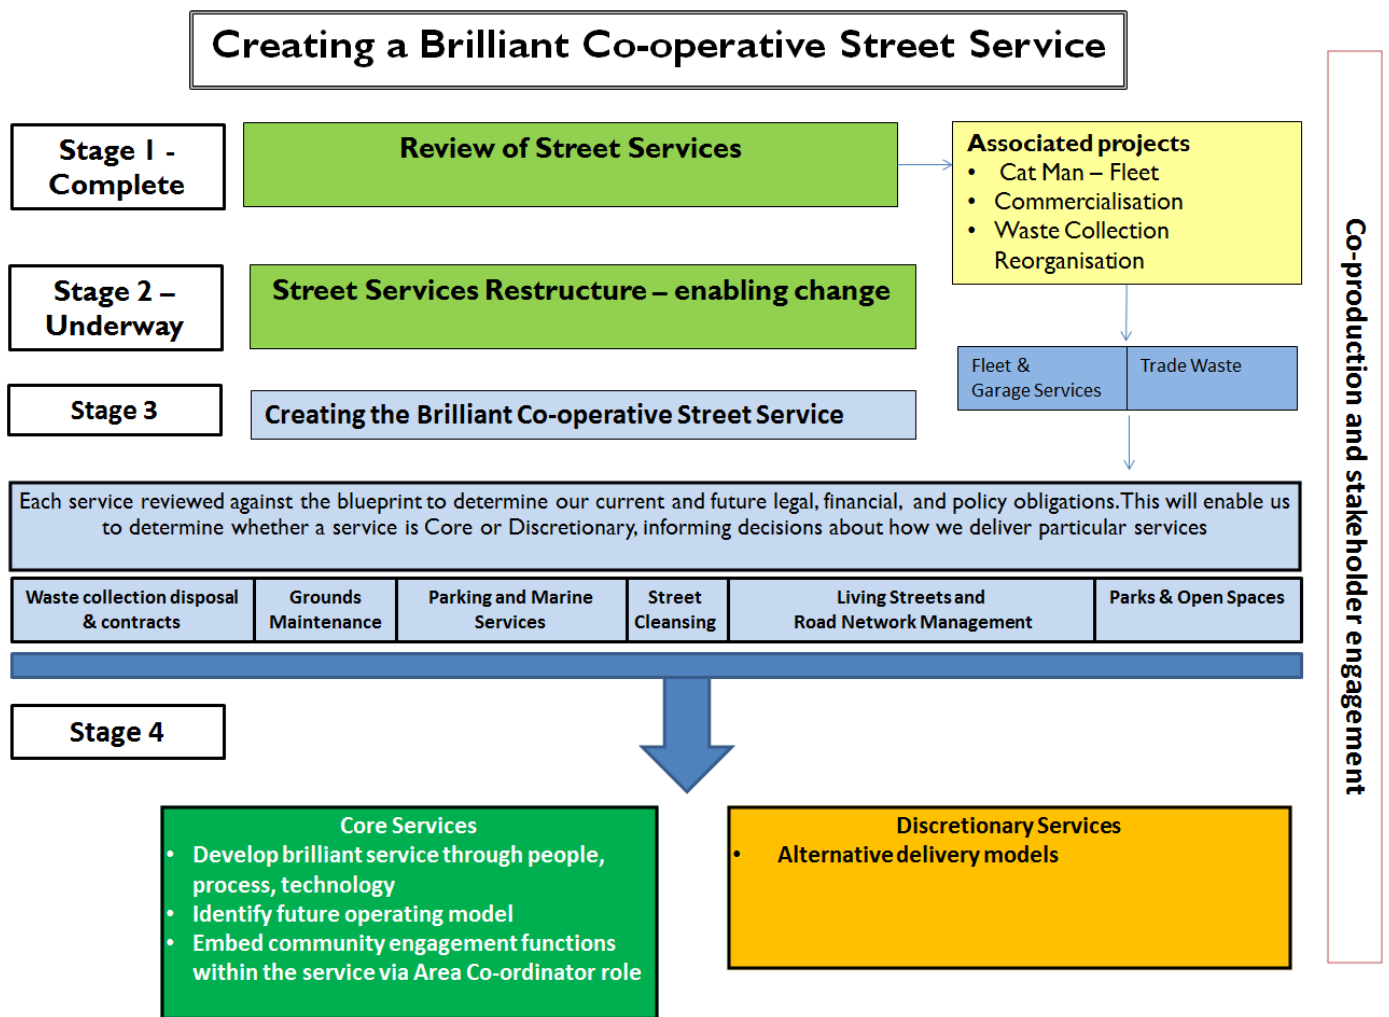 Creating a Brilliant Co-operative Street Service
Stage 1 -
Complete
Review of Street Services
Associated projects
• Cat Man – Fleet
• Commercialisation
• Waste Collection
Reorganisation
Stage 2 –
Underway
Street Services Restructure – enabling change
Fleet &
Garage Services
Trade Waste
Stage 3
Creating the Brilliant Co-operative Street Service
Each service reviewed against the blueprint to determine our current and future legal, financial, and policy obligations. This will enable us
to determine whether a service is Core or Discretionary, informing decisions about how we deliver particular services
Waste collection disposal
& contracts
Grounds
Maintenance
Parking and Marine
Services
Street
Cleansing
Living Streets and
Road Network Management
Parks & Open Spaces
Stage 4
Core Services
• Develop brilliant service through people,
process, technology
• Identify future operating model
• Embed community engagement functions
within the service via Area Co-ordinator role
Discretionary Services
• Alternative delivery models
Co-production and stakeholder engagement